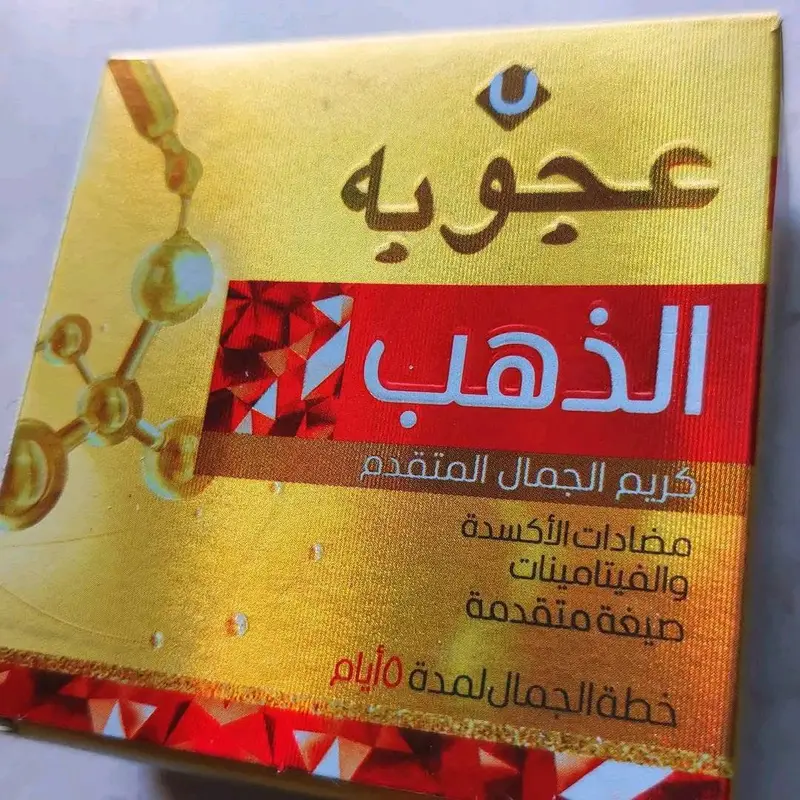 عجوبه
الذهب
كريم الجمال المتقدم
مضادات الأكسدة
والفيتامينات
صيغة متقدمة
خطة الجمال لمدة ٥ أيام